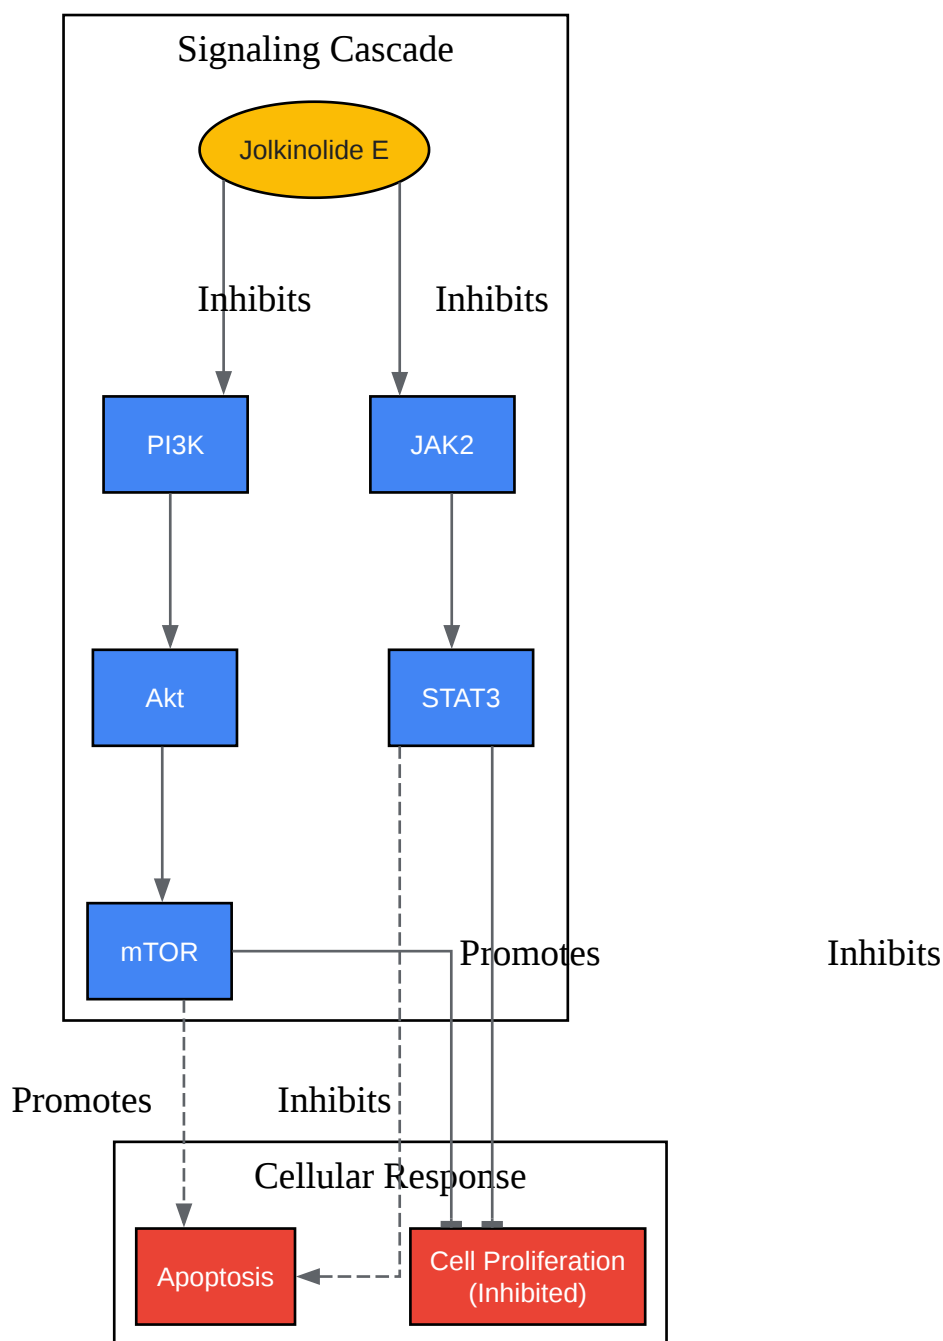 Signaling Cascade
Jolkinolide E
Inhibits
Inhibits
PI3K
JAK2
Akt
STAT3
mTOR
Promotes
Inhibits
Promotes
Inhibits
Cellular Response
Apoptosis
Cell Proliferation
(Inhibited)